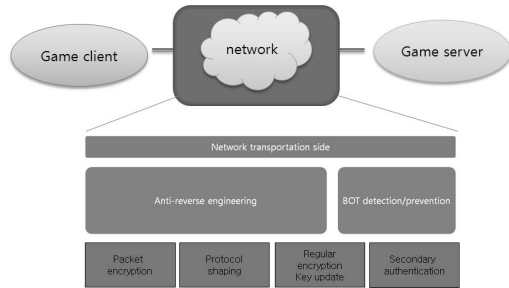 Game client
network
Game server
Network transportation side
Anti-reverse engineering
BOT detection/prevention
Packet
encryption
Protocol
shaping
Regular
encryption
Key update
Secondary
authentication